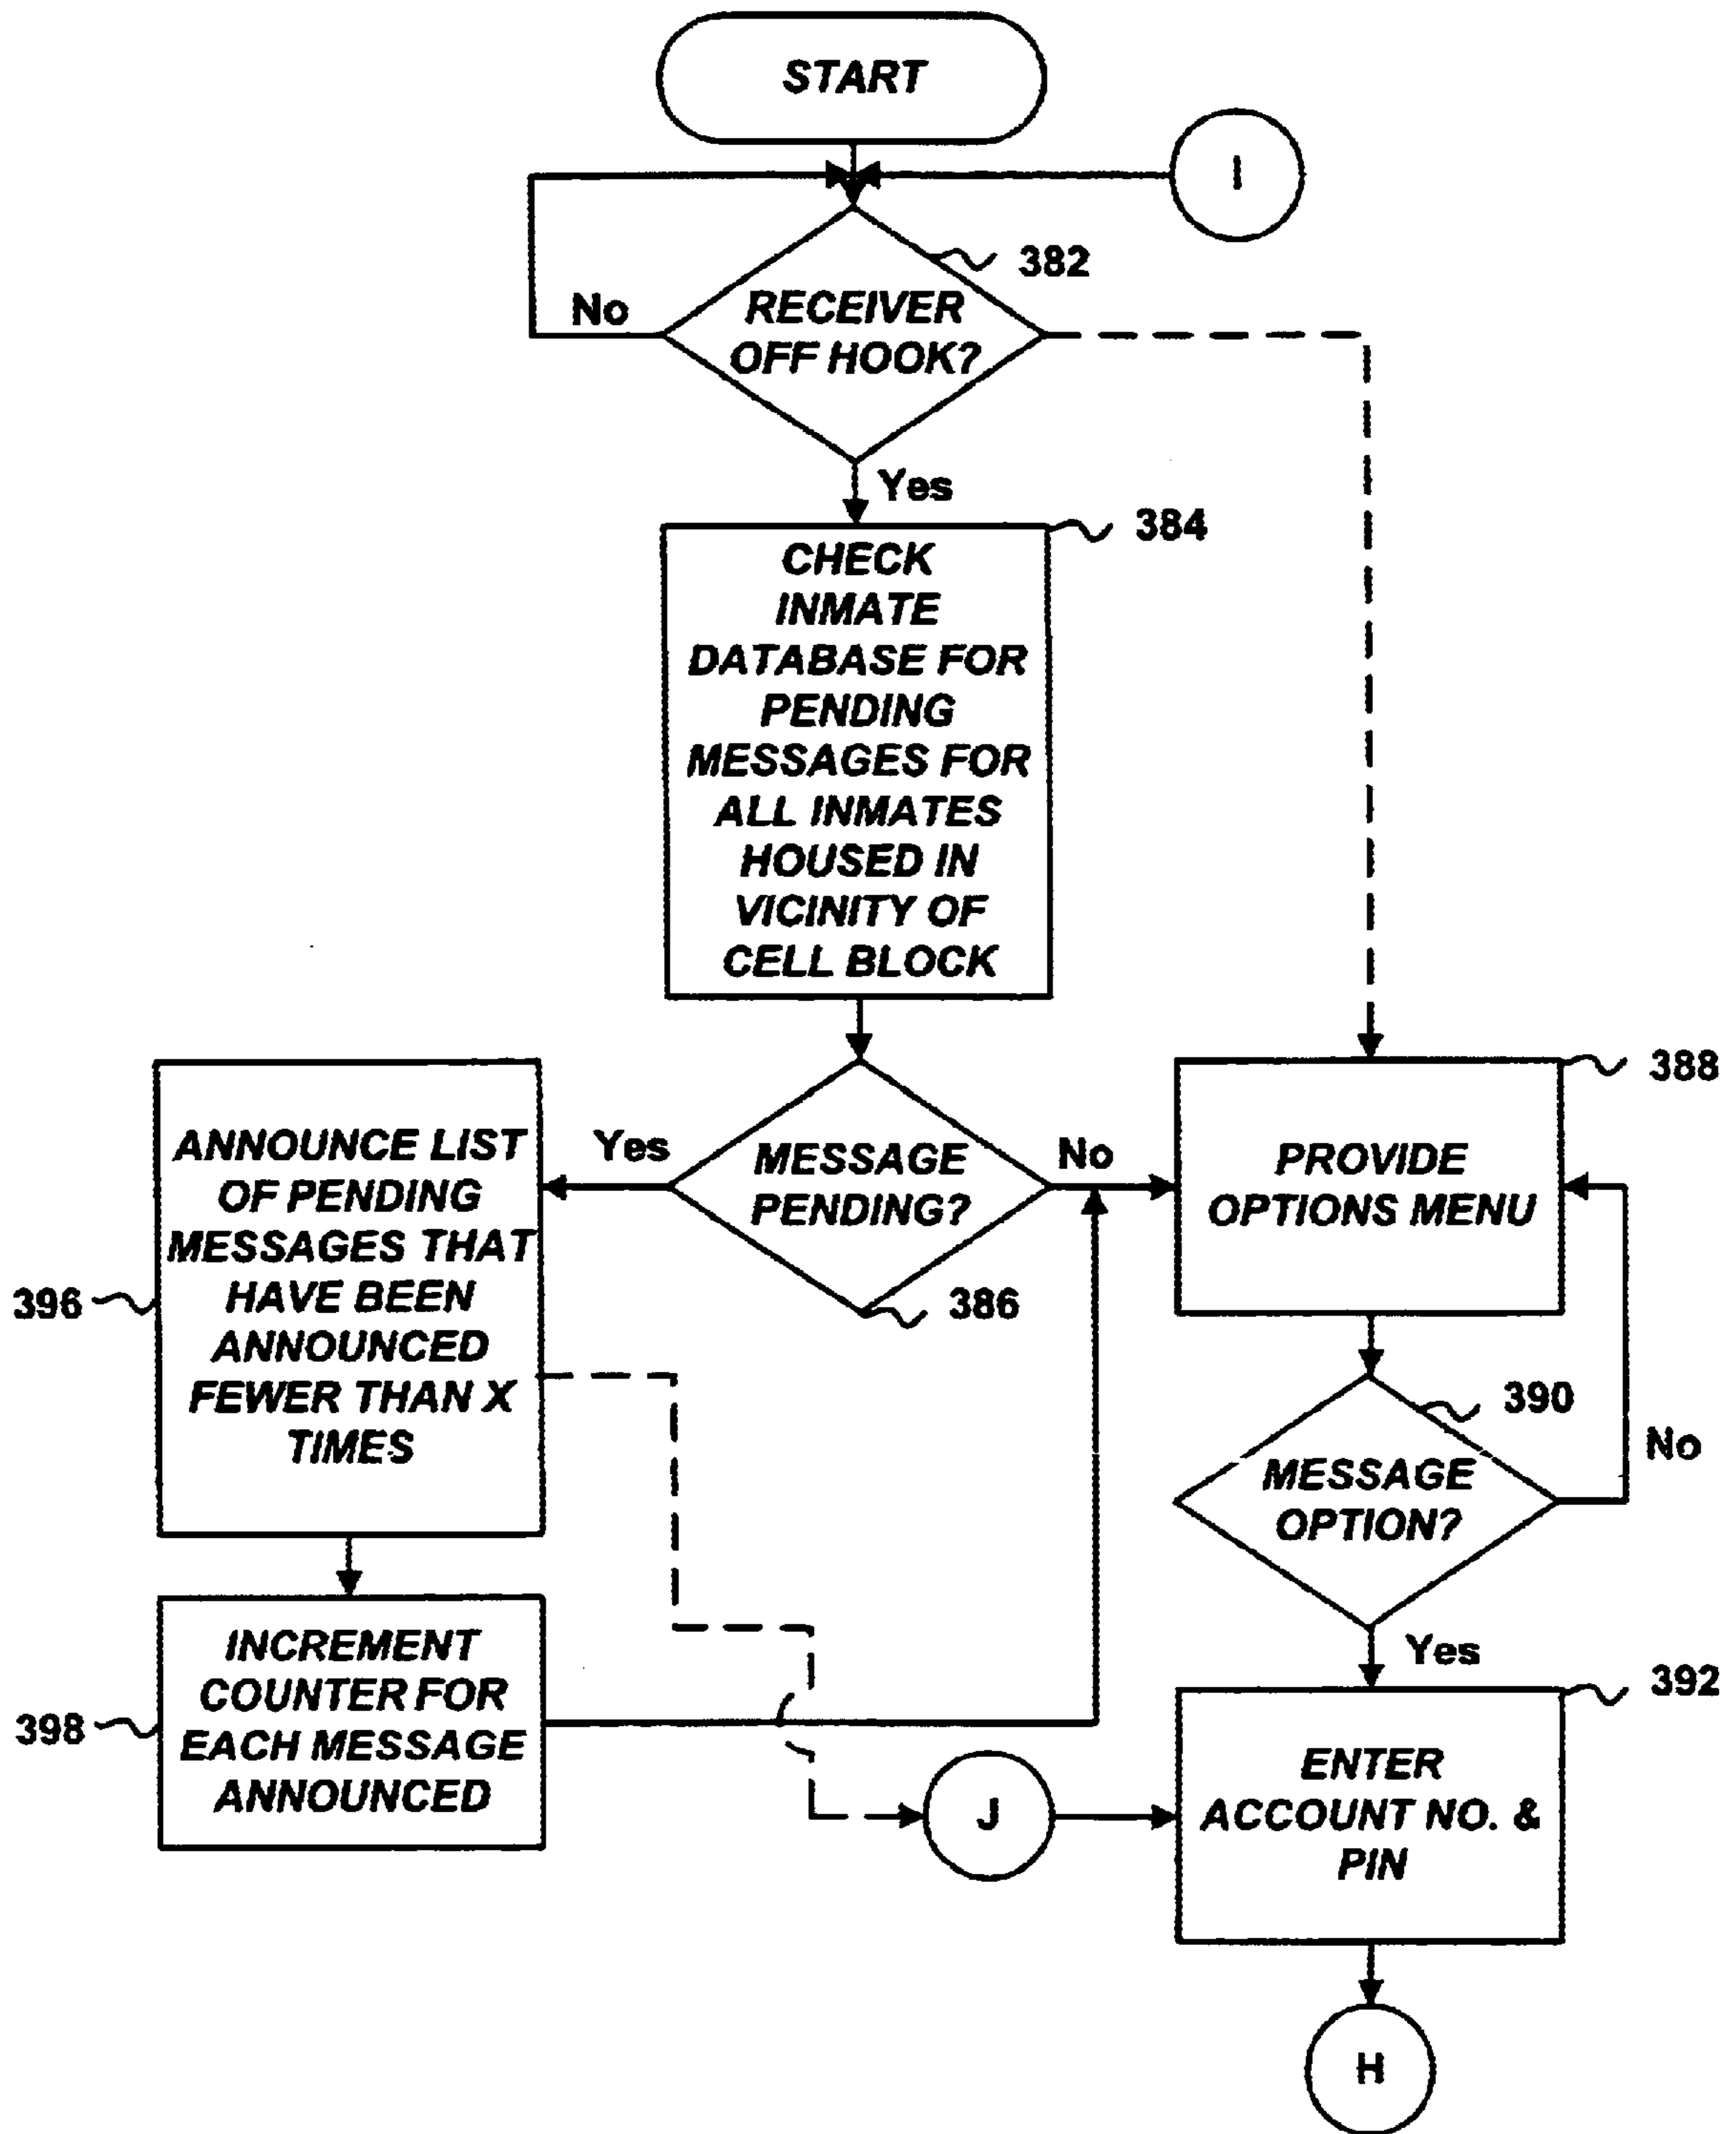 START
I
382
RECEIVER
OFF HOOK?
No
Yes
384
CHECK
INMATE
DATABASE FOR
PENDING
MESSAGES FOR
ALL INMATES
HOUSED IN
VICINITY OF
CELL BLOCK
388
ANNOUNCE LIST
OF PENDING
MESSAGES THAT
HAVE BEEN
ANNOUNCED
FEWER THAN X
TIMES
396
Yes
MESSAGE
PENDING?
No
386
PROVIDE
OPTIONS MENU
390
MESSAGE
OPTION?
No
Yes
392
INCREMENT
COUNTER FOR
EACH MESSAGE
ANNOUNCED
398
J
ENTER
ACCOUNT NO. &
PIN
H